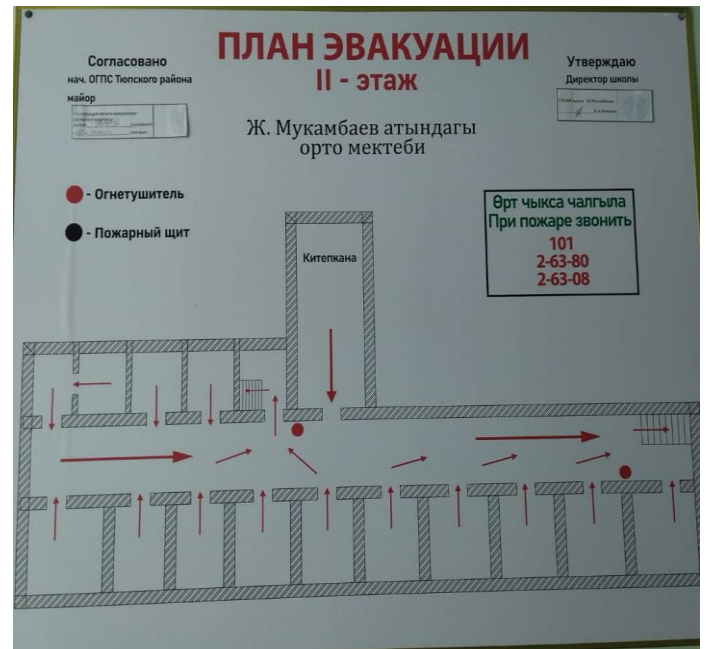 ПЛАН ЭВАКУАЦИИ
II - этаж
Согласовано
нач. ОГПС Тюпского района
майор
Утверждаю
Директор школы
Ж. Мукамбаев атындагы
орто мектеби
- Огнетушитель
- Пожарный щит
Өрт чыкса чалгыла
При пожаре звонить
101
2-63-80
2-63-08
Китепкана